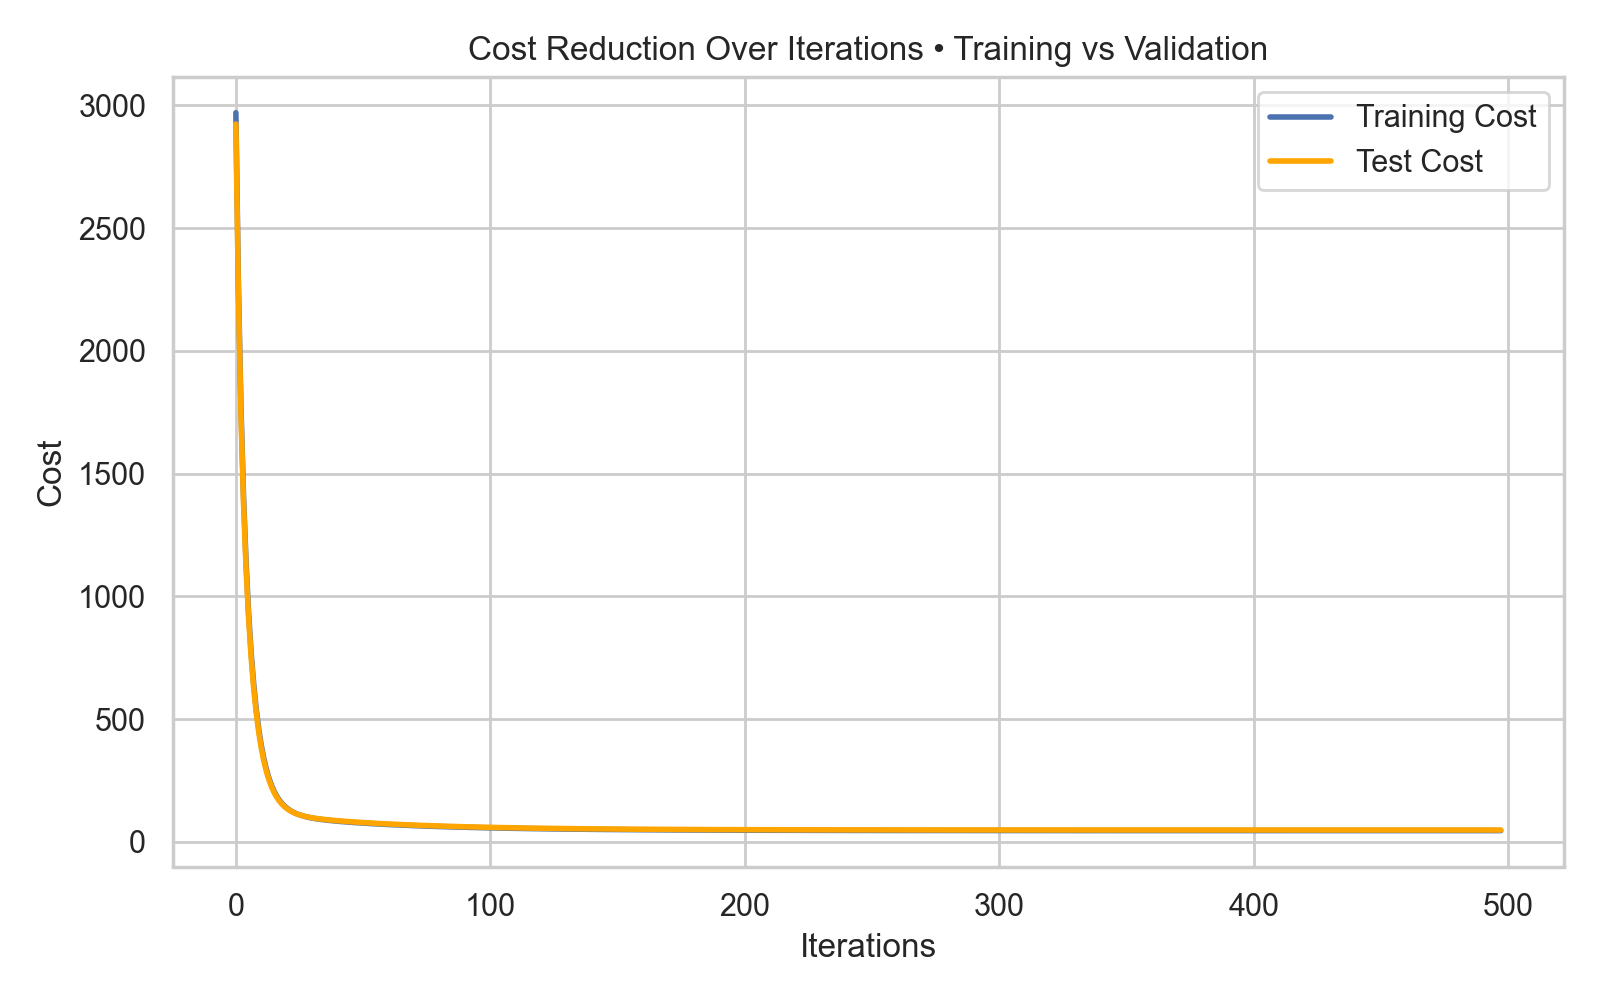 Cost Reduction Over Iterations • Training vs Validation
Training Cost
Test Cost
3000
2500
2000
1500
1000
500
0
Cost
0 100 200 300 400 500
Iterations